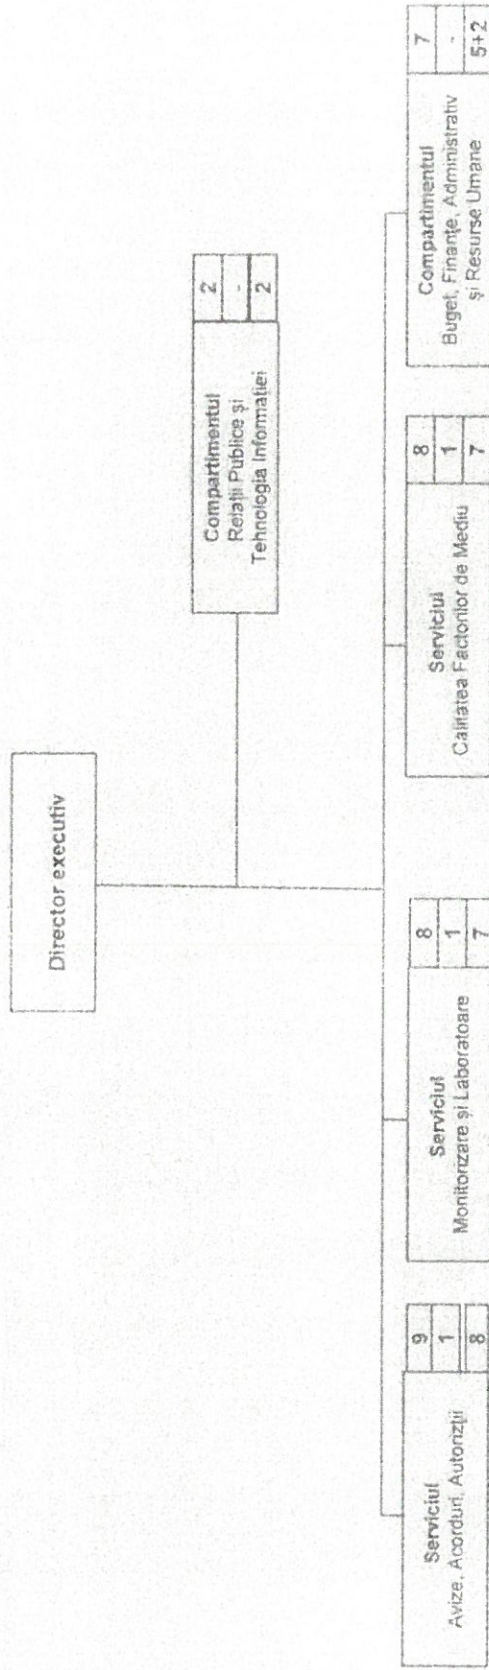 Director executiv
Compartimentul
Relații Publice și
Tehnologia Informației
2
-
2
Serviciul
Avize, Acorduri, Autorizții
9
1
8
Serviciul
Monitorizare și Laboratoare
8
1
7
Serviciul
Calitatea Factorilor de Mediu
8
1
7
Compartimentul
Buget, Finanțe, Administrativ
și Resurse Umane
7
-
5+2